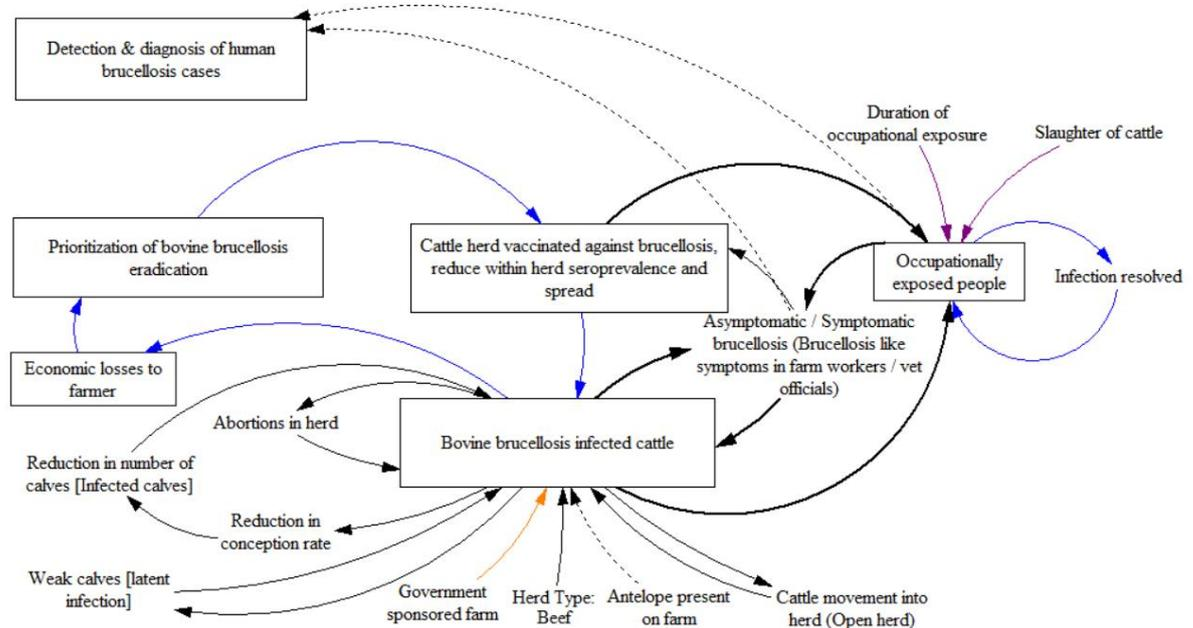 Detection & diagnosis of human
brucellosis cases
Duration of
occupational exposure
Slaughter of cattle
Prioritization of bovine brucellosis
eradication
Cattle herd vaccinated against brucellosis,
reduce within herd seroprevalence and
spread
Occupationally
exposed people
Infection resolved
Asymptomatic / Symptomatic
brucellosis (Brucellosis like
symptoms in farm workers / vet
officials)
Economic losses to
farmer
Abortions in herd
Bovine brucellosis infected cattle
Reduction in number of
calves [Infected calves]
Reduction in
conception rate
Weak calves [latent
infection]
Government
sponsored farm
Herd Type:
Beef
Antelope present
on farm
Cattle movement into
herd (Open herd)